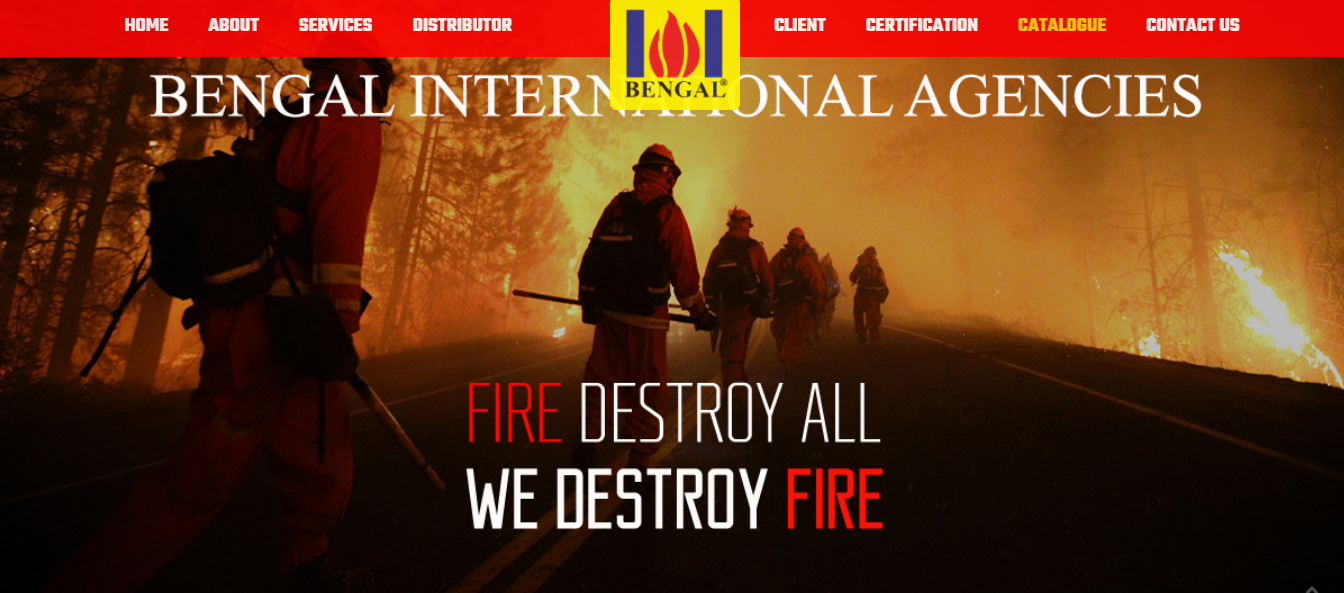 HOME ABOUT SERVICES DISTRIBUTOR CLIENT CERTIFICATION CATALOGUE CONTACT US
BENGAL®
BENGAL INTERNATIONAL AGENCIES
FIRE DESTROY ALL
WE DESTROY FIRE